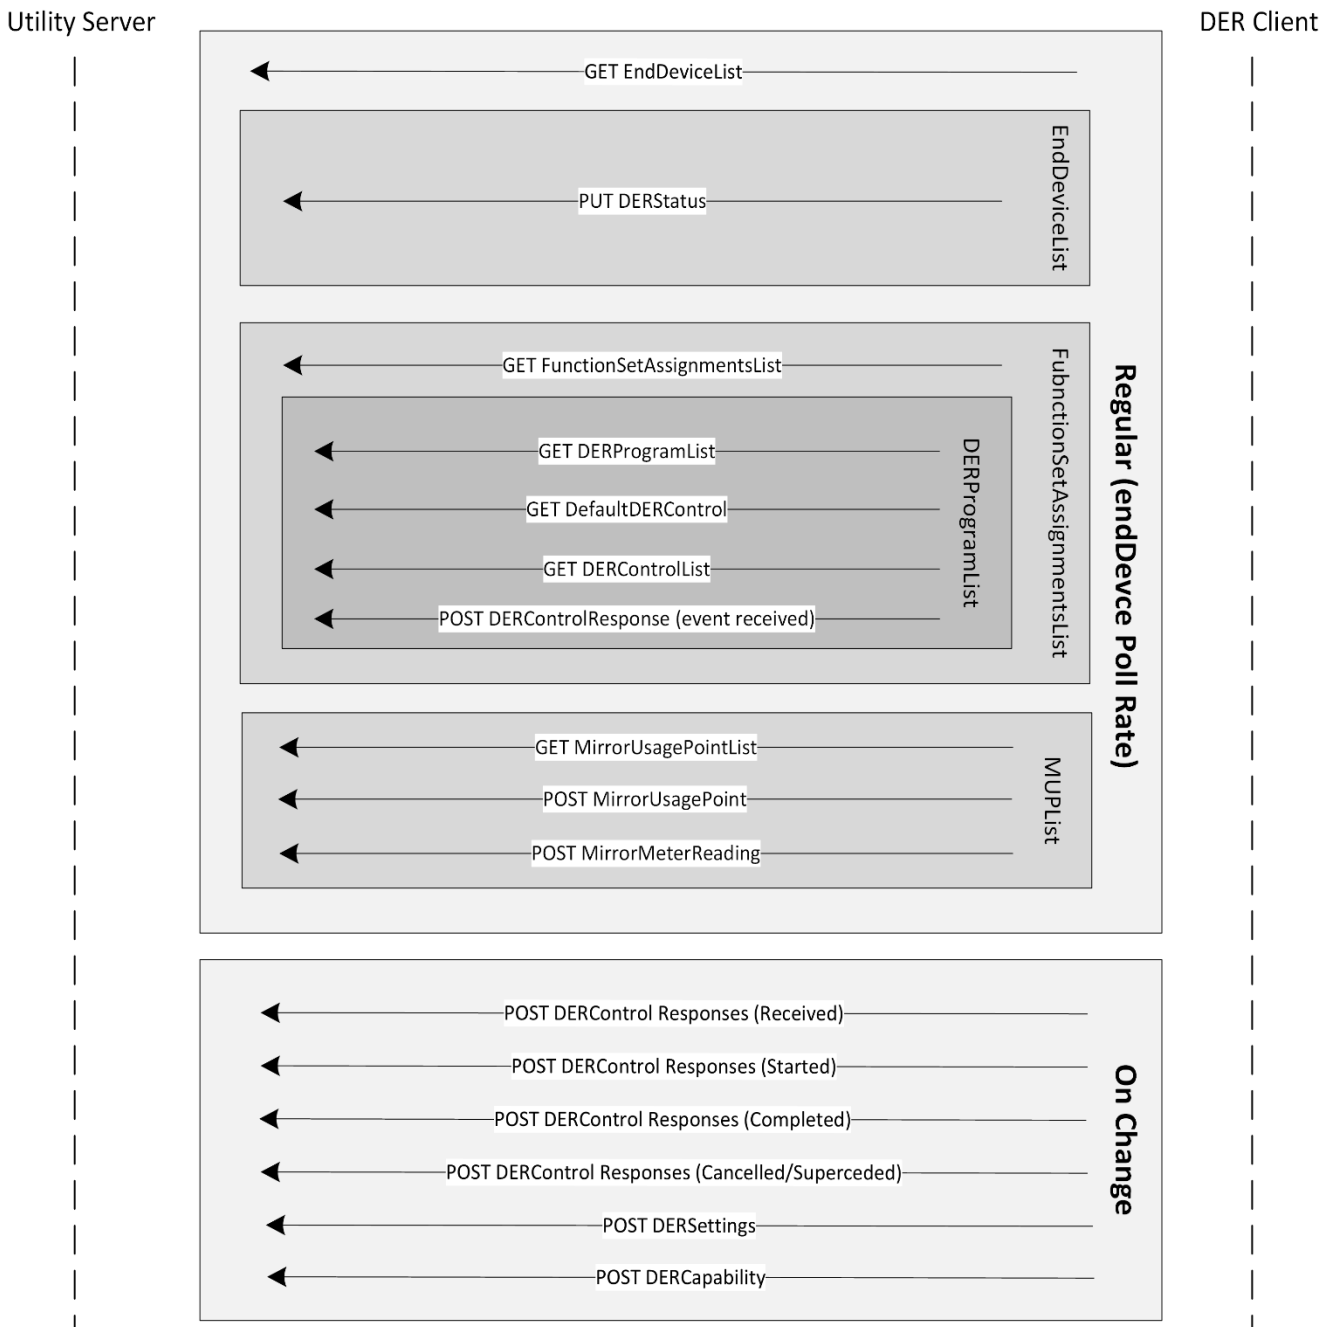 Utility Server
DER Client
GET EndDeviceList
EndDeviceList
PUT DERStatus
Regular (endDevce Poll Rate)
FubnctionSetAssignmentsList
GET FunctionSetAssignmentsList
DERProgramList
GET DERProgramList
GET DefaultDERControl
GET DERControlList
POST DERControlResponse (event received)
MUPList
GET MirrorUsagePointList
POST MirrorUsagePoint
POST MirrorMeterReading
On Change
POST DERControl Responses (Received)
POST DERControl Responses (Started)
POST DERControl Responses (Completed)
POST DERControl Responses (Cancelled/Superceded)
POST DERSettings
POST DERCapability